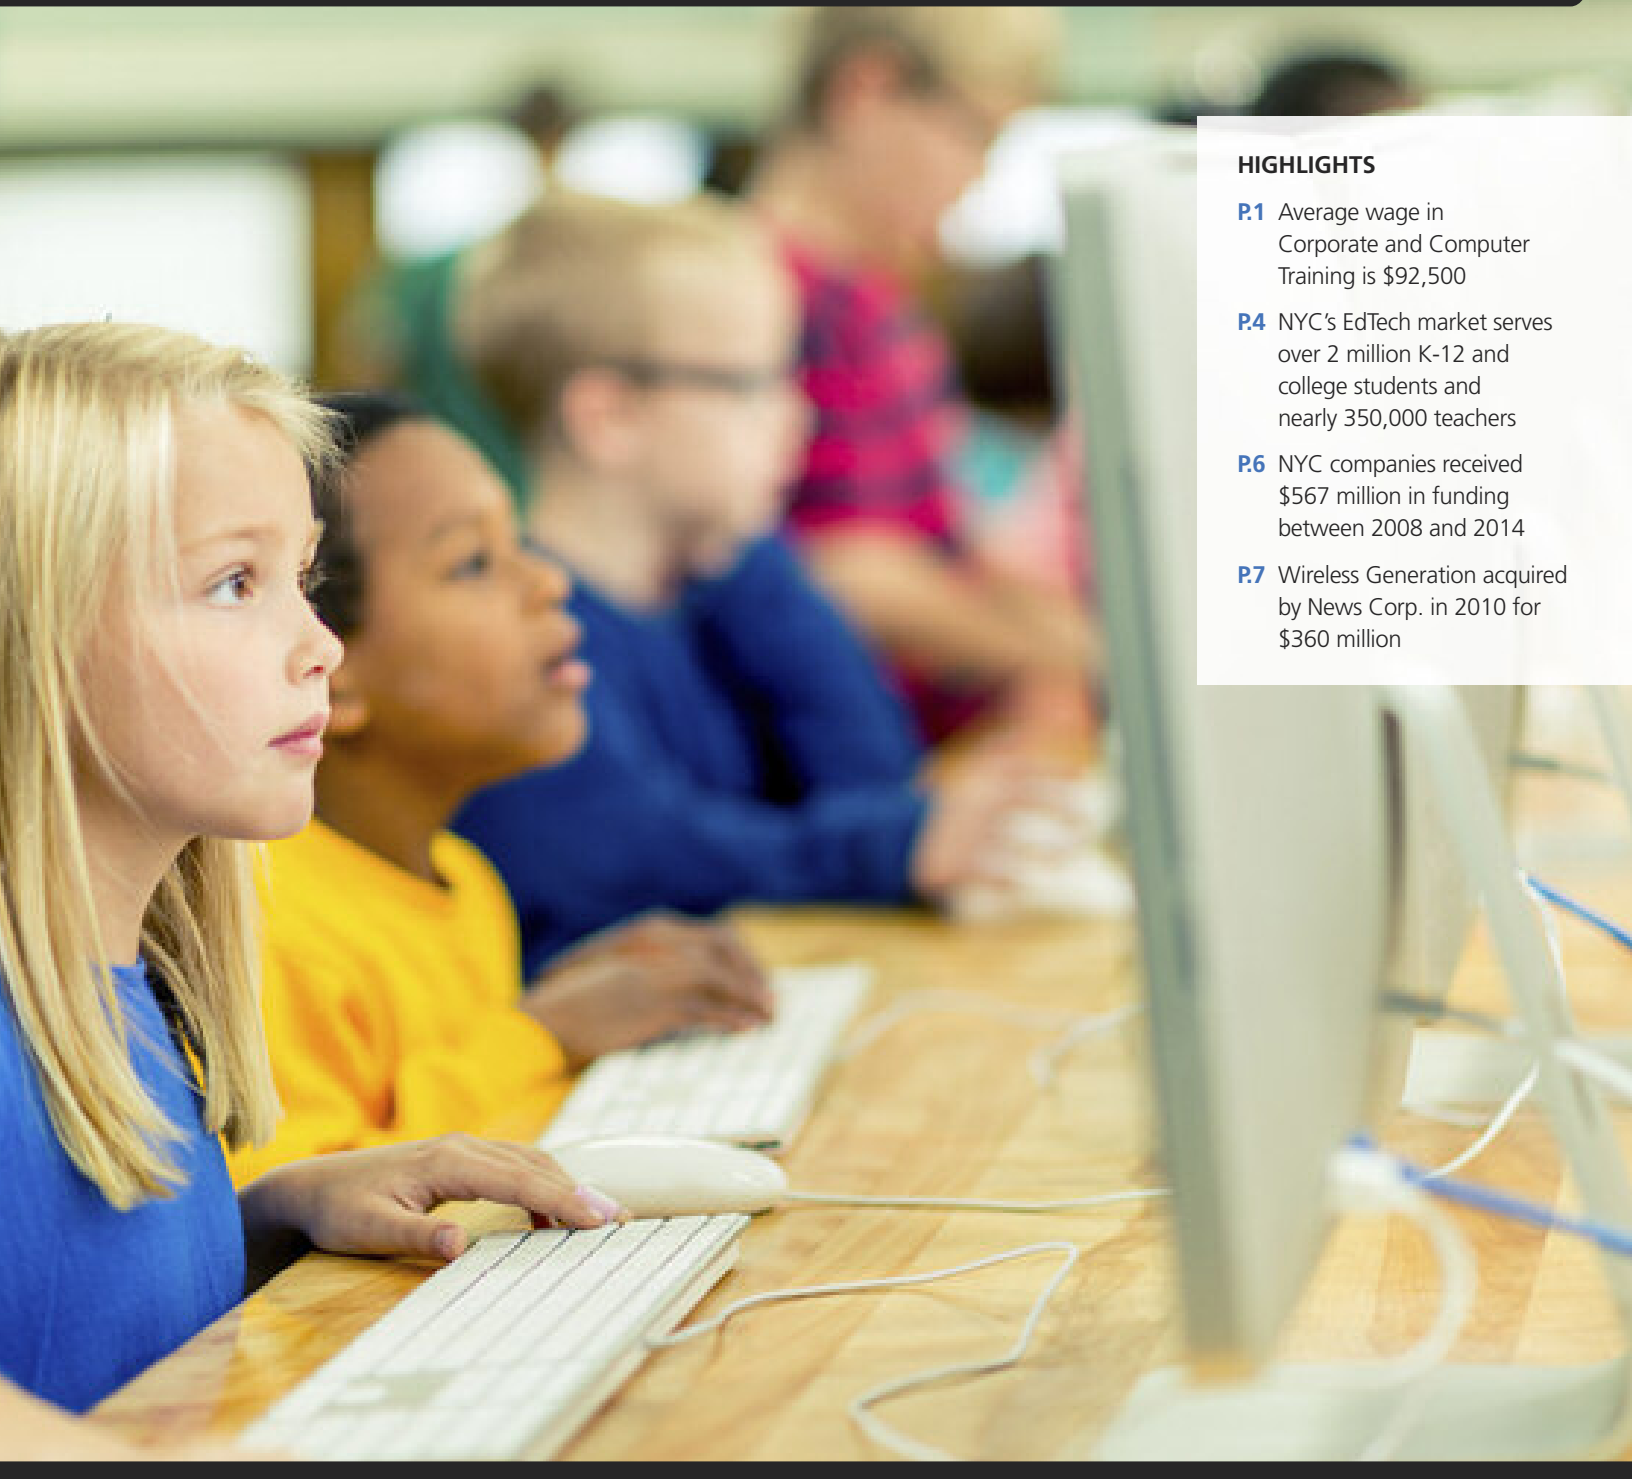 HIGHLIGHTS
P.1 Average wage in
Corporate and Computer
Training is $92,500
P.4 NYC’s EdTech market serves
over 2 million K-12 and
college students and
nearly 350,000 teachers
P.6 NYC companies received
$567 million in funding
between 2008 and 2014
P.7 Wireless Generation acquired
by News Corp. in 2010 for
$360 million